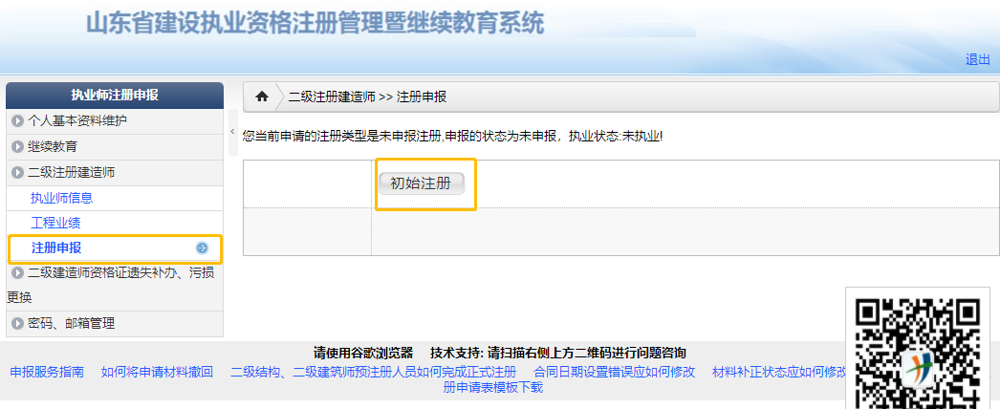 山东省建设执业资格注册管理暨继续教育系统
退出
执业师注册申报
个人基本资料维护
继续教育
二级注册建造师
执业师信息
工程业绩
注册申报
二级建造师资格证遗失补办、污损
更换
密码、邮箱管理
二级注册建造师 >> 注册申报
您当前申请的注册类型是未申报注册,申报的状态为未申报，执业状态:未执业!
初始注册
请使用谷歌浏览器 技术支持: 请扫描右侧上方二维码进行问题咨询
申报服务指南 如何将申请材料撤回 二级结构、二级建筑师预注册人员如何完成正式注册 合同日期设置错误应如何修改 材料补正状态应如何修改
册申请表模板下载